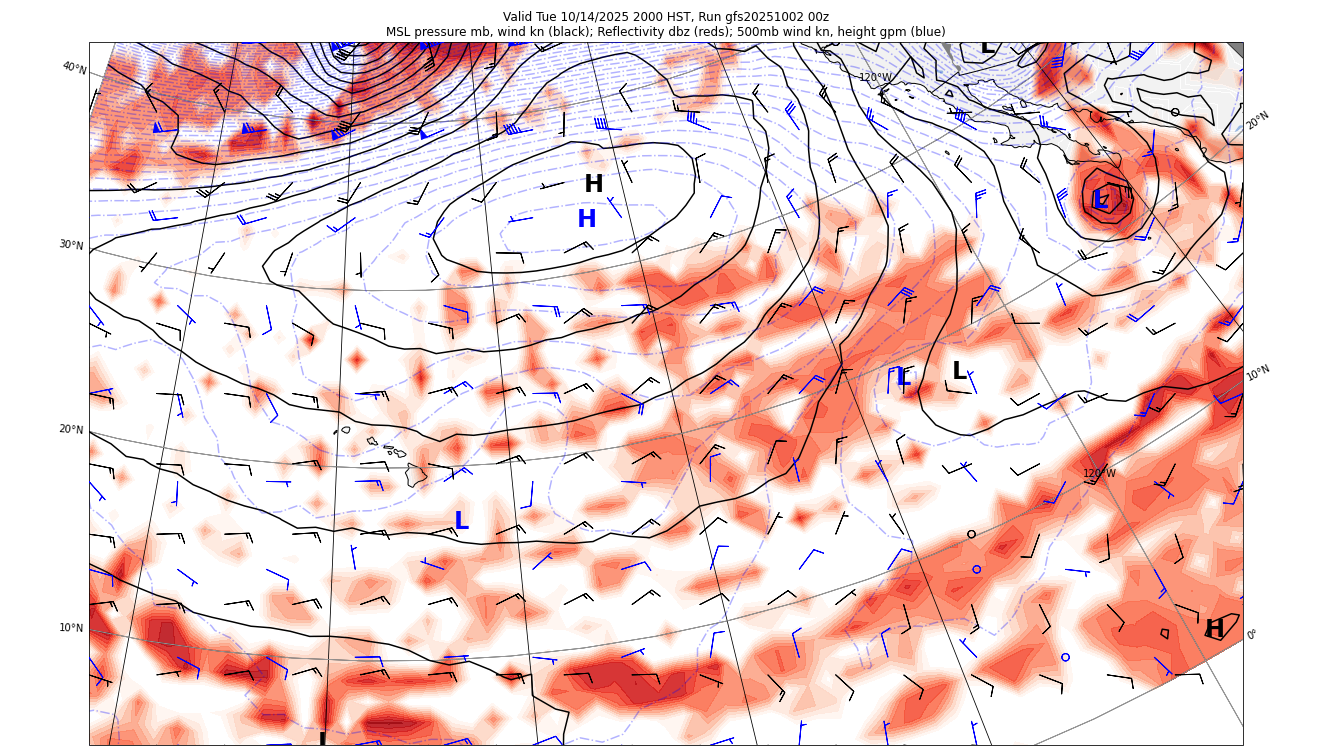 Valid Tue 10/14/2025 2000 HST, Run gfs20251002 00z
MSL pressure mb, wind kn (black); Reflectivity dbz (reds); 500mb wind kn, height gpm (blue)
L
40°N
120°W
20°N
H
L
H
30°N
L
L
10°N
20°N
120°W
L
10°N
H
0°
L